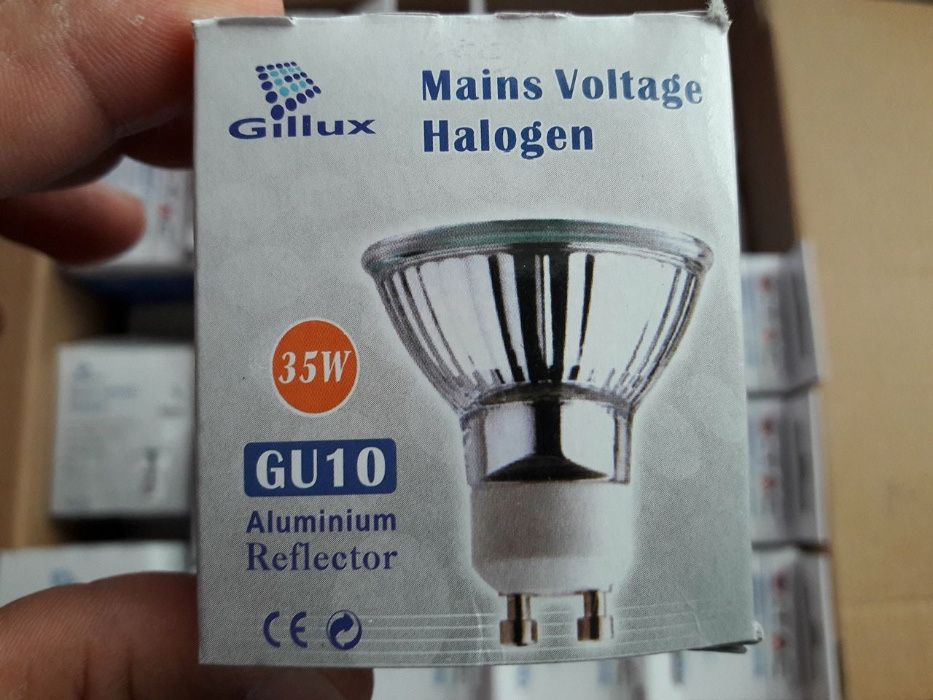 Gillux
Mains Voltage
Halogen
35W
GU10
Aluminium
Reflector
CE